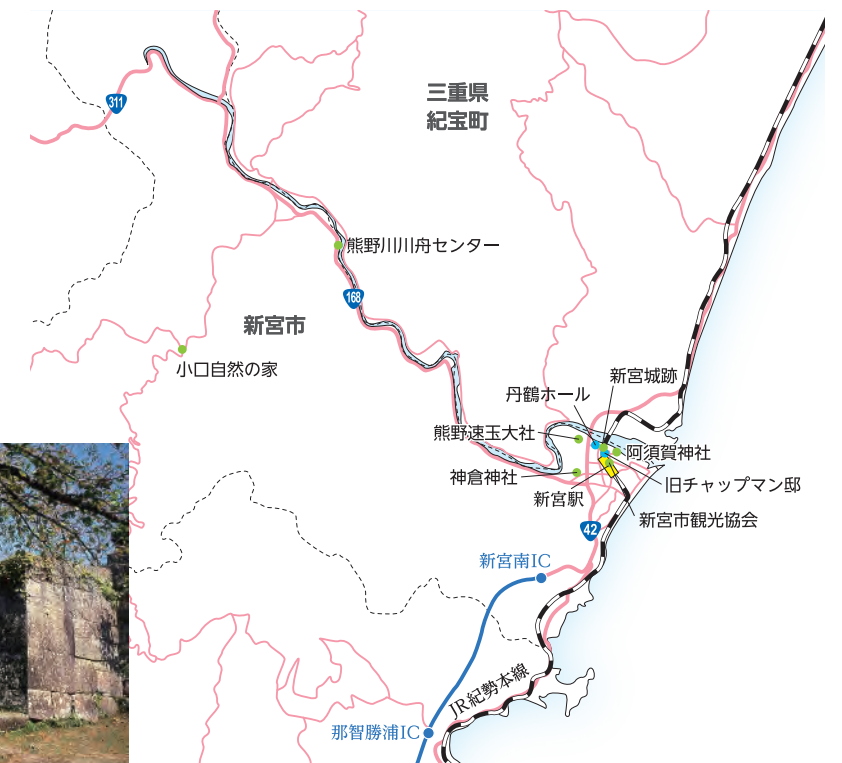 311
三重県
紀宝町
熊野川川舟センター
168
新宮市
小口自然の家
新宮城跡
丹鶴ホール
熊野速玉大社
阿須賀神社
神倉神社
旧チャップマン邸
新宮駅
新宮市観光協会
42
新宮南IC
JR紀勢本線
那智勝浦IC